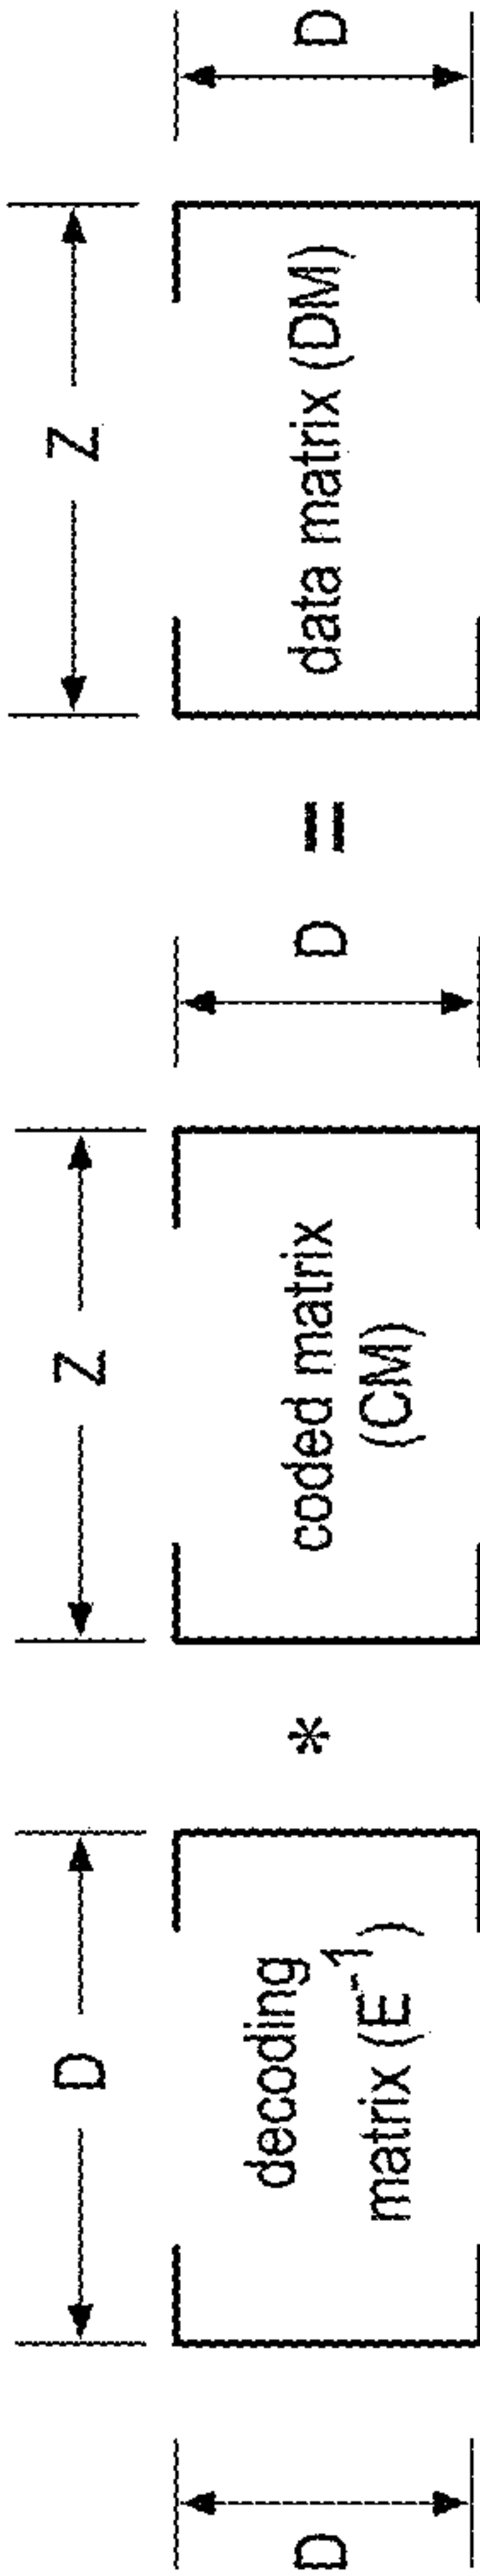 D
D
decoding
matrix (E⁻¹)
*
Z
coded matrix
(CM)
D
=
Z
data matrix (DM)
D